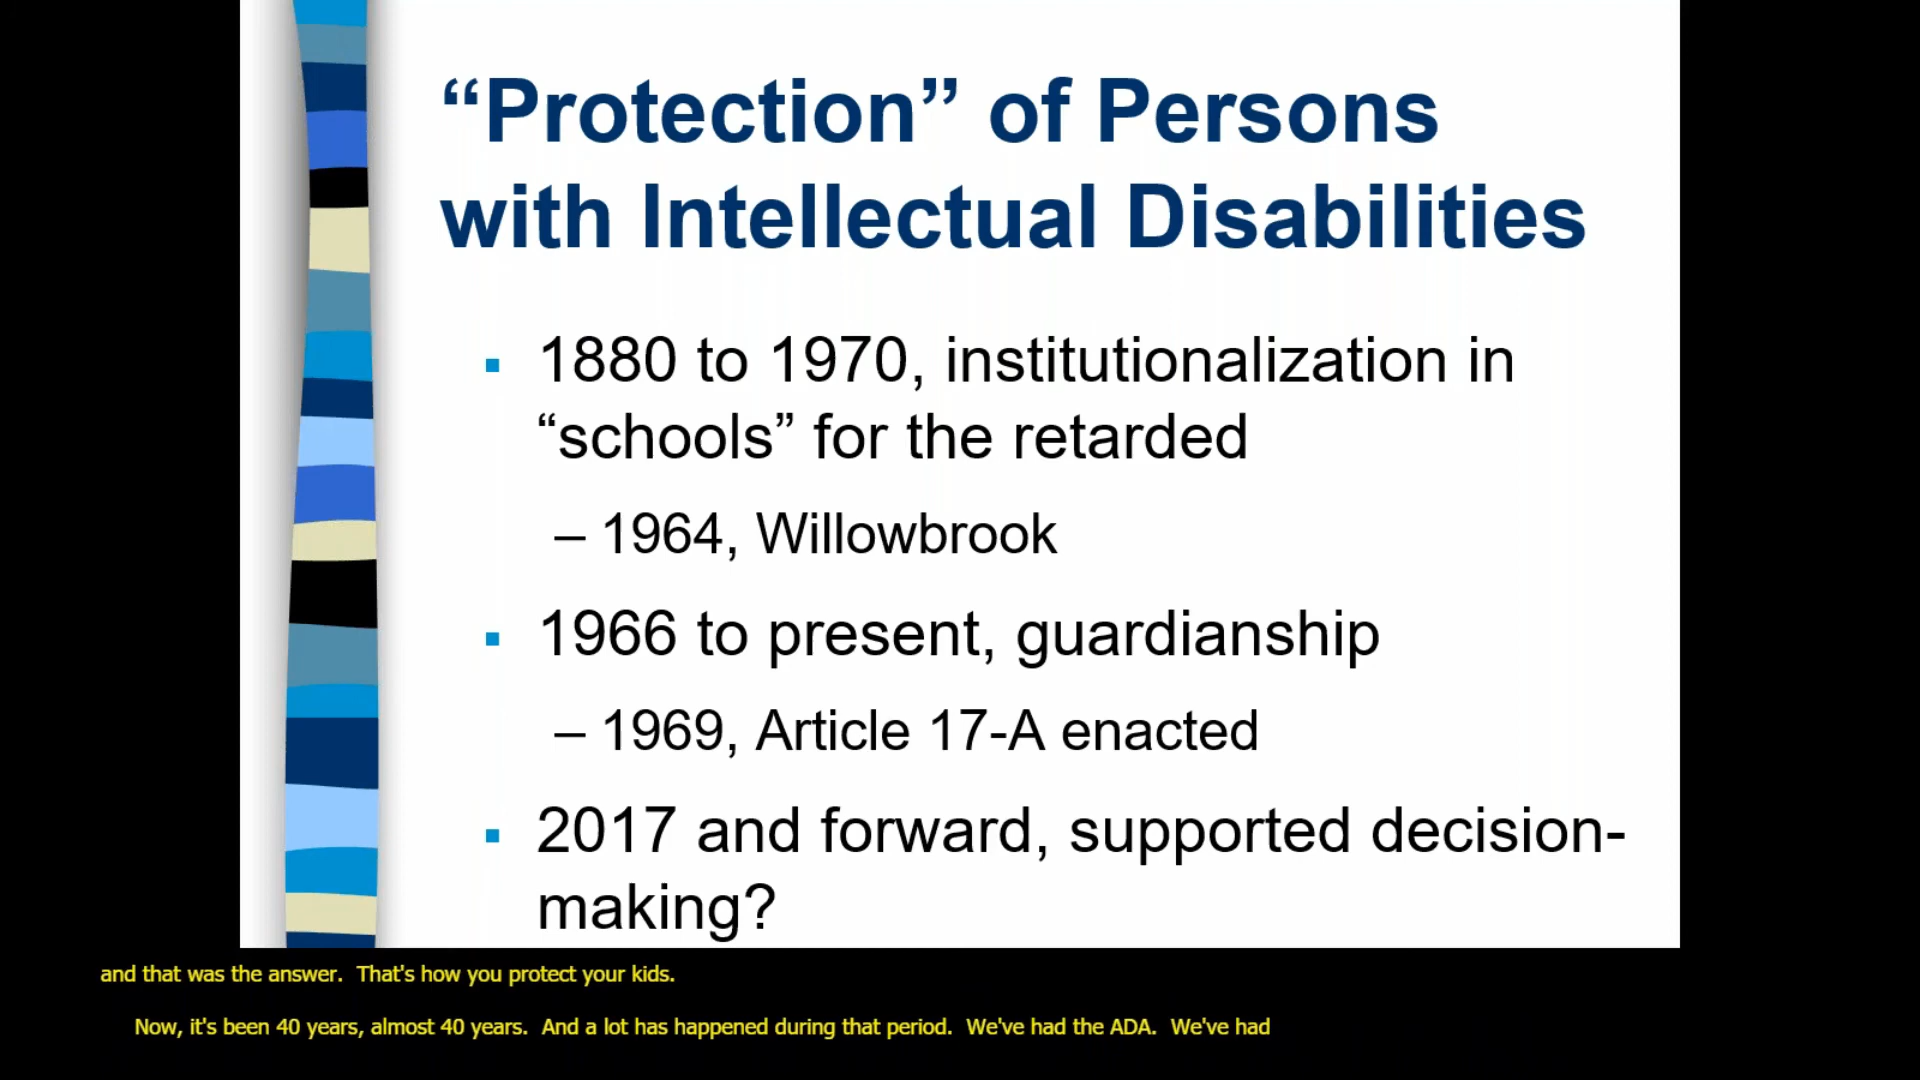 “Protection” of Persons
with Intellectual Disabilities
▪ 1880 to 1970, institutionalization in
“schools” for the retarded
– 1964, Willowbrook
▪ 1966 to present, guardianship
– 1969, Article 17-A enacted
▪ 2017 and forward, supported decision-
making?
and that was the answer.  That's how you protect your kids.
Now, it's been 40 years, almost 40 years.  And a lot has happened during that period.  We've had the ADA.  We've had